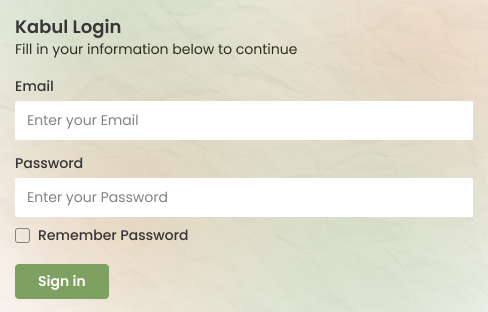 Kabul Login
Fill in your information below to continue
Email
Enter your Email
Password
Enter your Password
Remember Password
Sign in